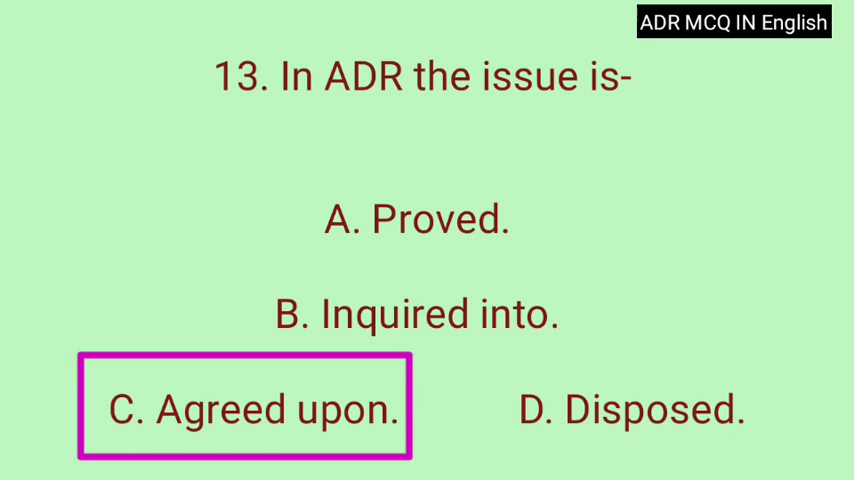 ADR MCQ IN English
13. In ADR the issue is-
A. Proved.
B. Inquired into.
C. Agreed upon.
D. Disposed.